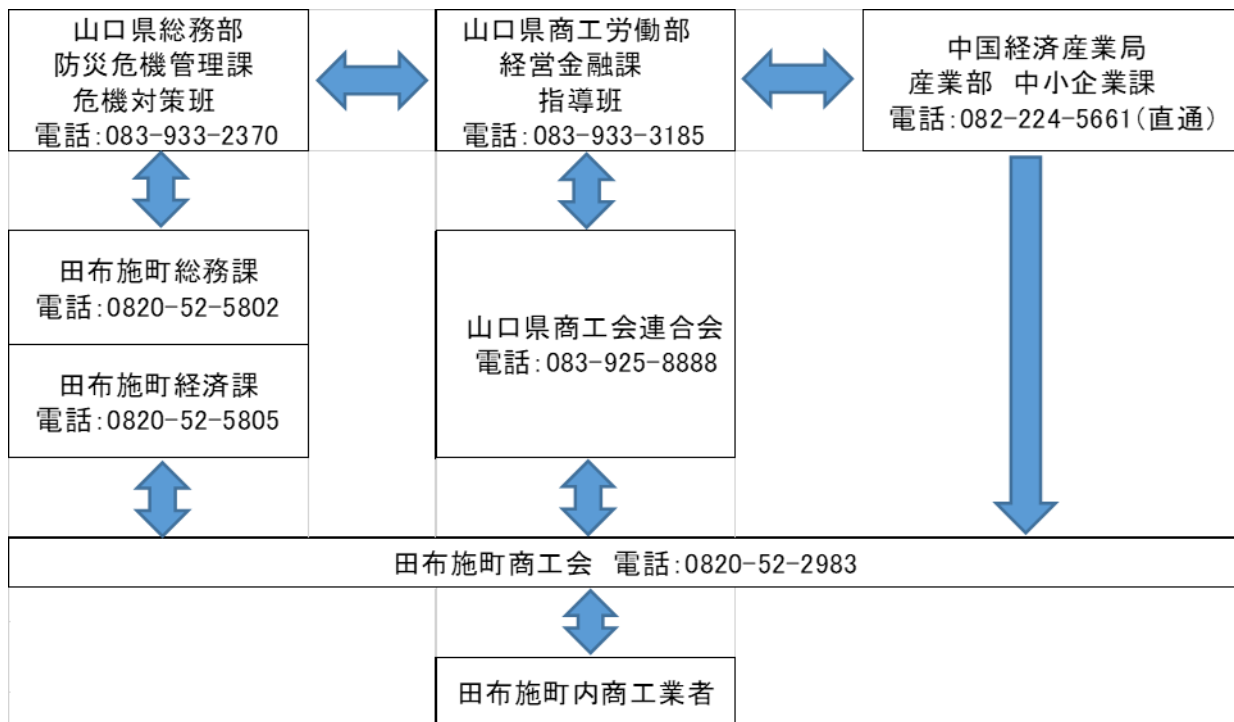 山口県総務部
防災危機管理課
危機対策班
電話:083-933-2370
山口県商工労働部
経営金融課
指導班
電話:083-933-3185
中国経済産業局
産業部 中小企業課
電話:082-224-5661(直通)
田布施町総務課
電話:0820-52-5802
田布施町経済課
電話:0820-52-5805
山口県商工会連合会
電話:083-925-8888
田布施町商工会 電話:0820-52-2983
田布施町内商工業者